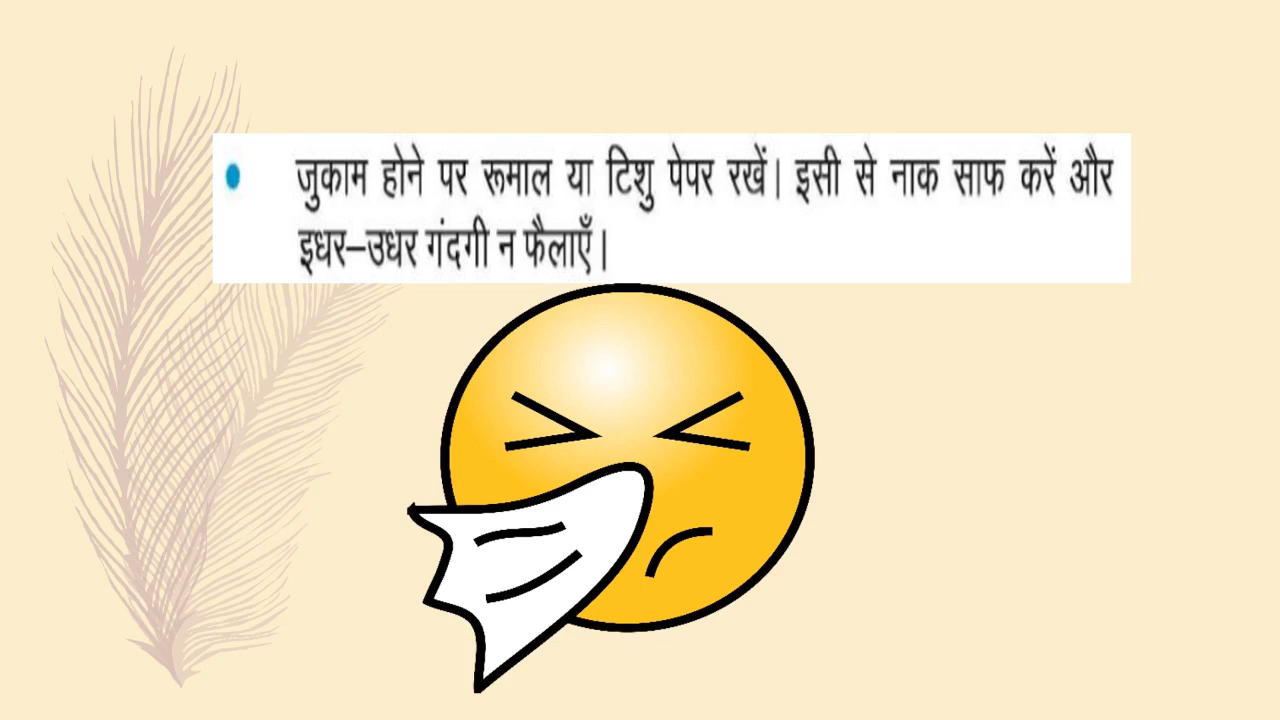 • जुकाम होने पर रूमाल या टिशु पेपर रखें। इसी से नाक साफ करें और
इधर–उधर गंदगी न फैलाएँ।